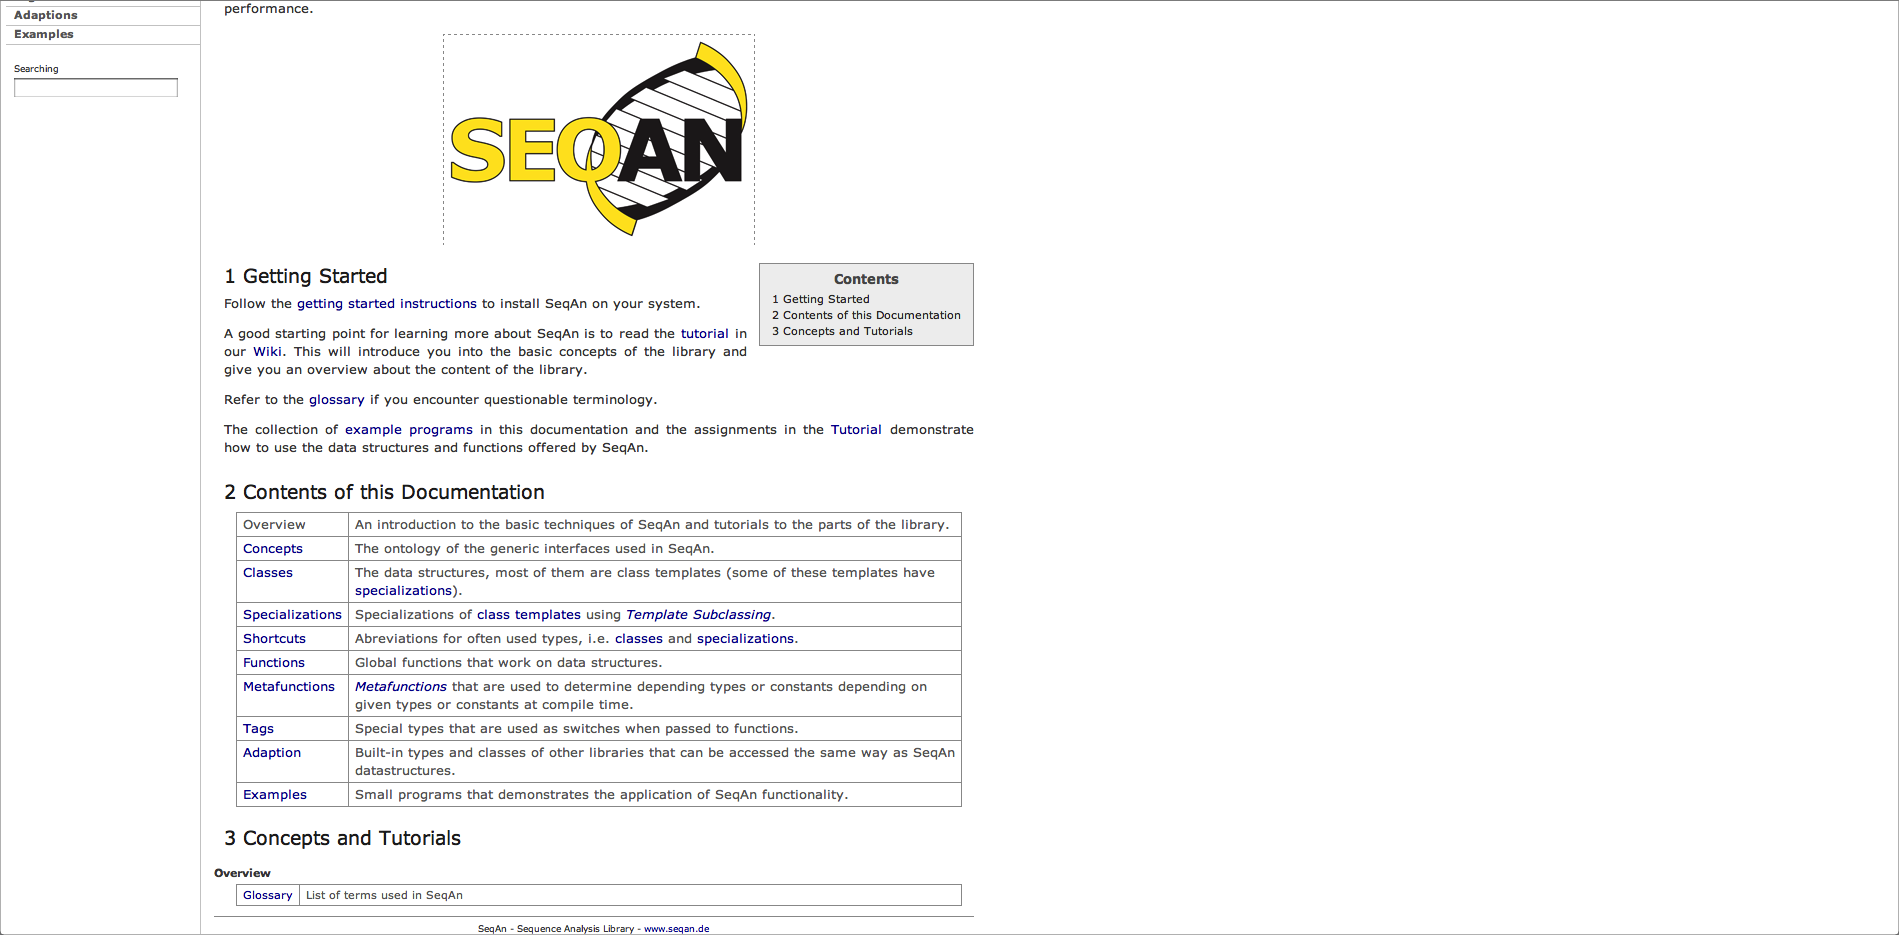 Adaptions
Examples
Searching
performance.
SEQAN
1 Getting Started
Follow the getting started instructions to install SeqAn on your system.
A good starting point for learning more about SeqAn is to read the tutorial in
our Wiki. This will introduce you into the basic concepts of the library and
give you an overview about the content of the library.
Refer to the glossary if you encounter questionable terminology.
The collection of example programs in this documentation and the assignments in the Tutorial demonstrate
how to use the data structures and functions offered by SeqAn.
Contents
1 Getting Started
2 Contents of this Documentation
3 Concepts and Tutorials
2 Contents of this Documentation
Overview An introduction to the basic techniques of SeqAn and tutorials to the parts of the library.
Concepts The ontology of the generic interfaces used in SeqAn.
Classes The data structures, most of them are class templates (some of these templates have
specializations).
Specializations Specializations of class templates using Template Subclassing.
Shortcuts Abreviations for often used types, i.e. classes and specializations.
Functions Global functions that work on data structures.
Metafunctions Metafunctions that are used to determine depending types or constants depending on
given types or constants at compile time.
Tags Special types that are used as switches when passed to functions.
Adaption Built-in types and classes of other libraries that can be accessed the same way as SeqAn
datastructures.
Examples Small programs that demonstrates the application of SeqAn functionality.
3 Concepts and Tutorials
Overview
Glossary List of terms used in SeqAn
SeqAn - Sequence Analysis Library - www.seqan.de